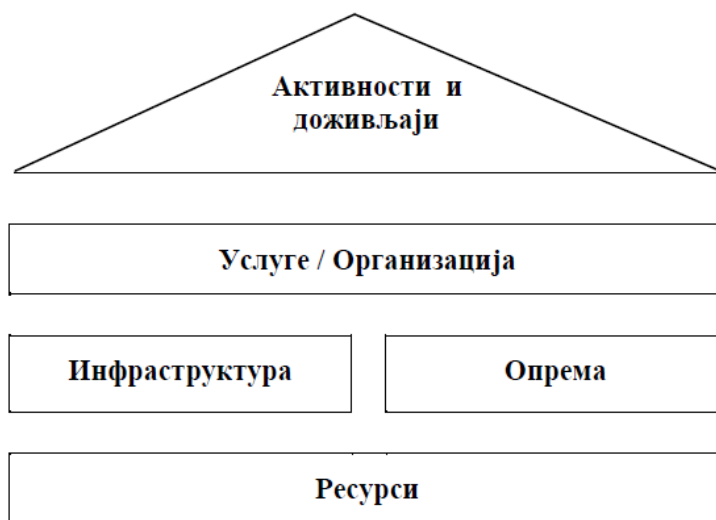 Активности и
доживљаји
Услуге / Организација
Инфраструктура
Опрема
Ресурси